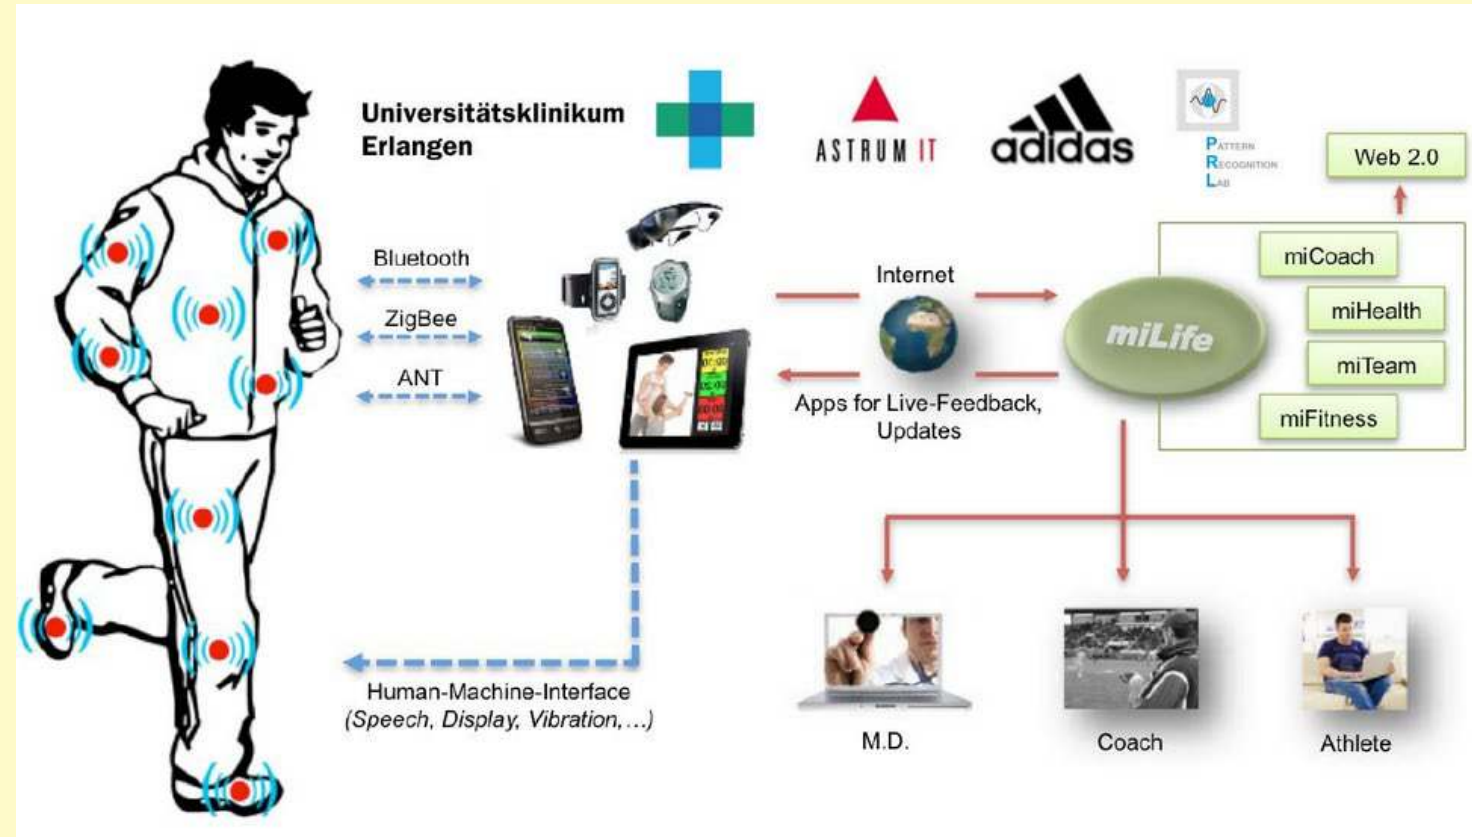 Universitätsklinikum
Erlangen
ASTRUM IT
adidas
PATTERN
RECOGNITION
LAB
Web 2.0
Bluetooth
ZigBee
ANT
Internet
Apps for Live-Feedback,
Updates
miLife
miCoach
miHealth
miTeam
miFitness
Human-Machine-Interface
(Speech, Display, Vibration,…)
M.D.
Coach
Athlete